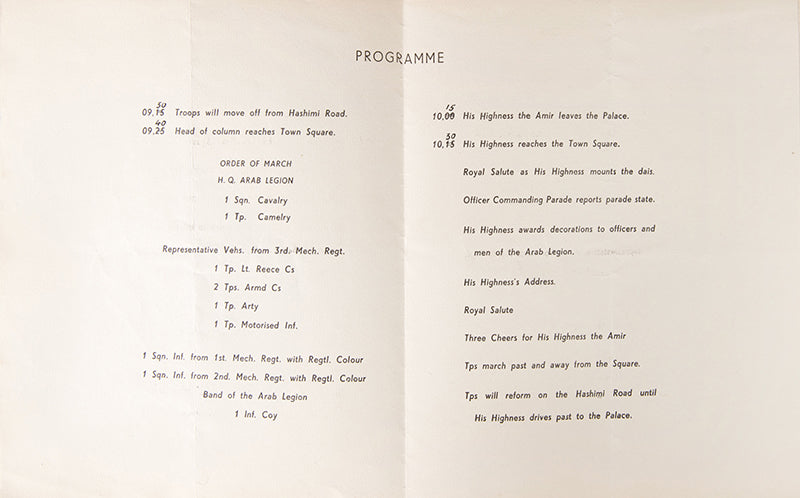 PROGRAMME
30
09.15 Troops will move off from Hashimi Road.
40
09.25 Head of column reaches Town Square.
ORDER OF MARCH
H. Q. ARAB LEGION
1 Sqn. Cavalry
1 Tp. Camelry
Representative Vehs. from 3rd. Mech. Regt.
1 Tp. Lt. Reece Cs
2 Tps. Armd Cs
1 Tp. Arty
1 Tp. Motorised Inf.
1 Sqn. Inf. from 1st. Mech. Regt. with Regtl. Colour
1 Sqn. Inf. from 2nd. Mech. Regt. with Regtl. Colour
Band of the Arab Legion
1 Inf. Coy
15
10.00 His Highness the Amir leaves the Palace.
30
10.15 His Highness reaches the Town Square.
Royal Salute as His Highness mounts the dais.
Officer Commanding Parade reports parade state.
His Highness awards decorations to officers and
men of the Arab Legion.
His Highness's Address.
Royal Salute
Three Cheers for His Highness the Amir
Tps march past and away from the Square.
Tps will reform on the Hashimi Road until
His Highness drives past to the Palace.